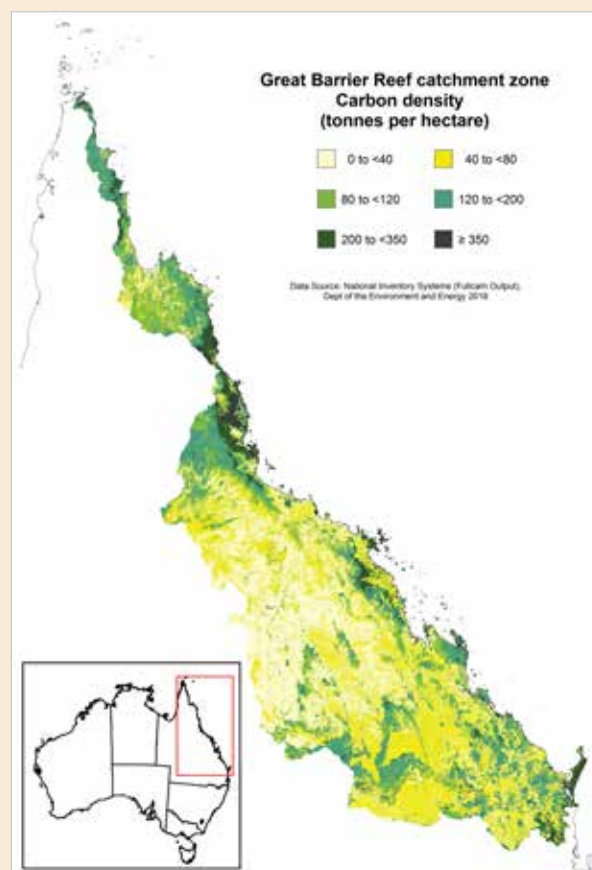 Great Barrier Reef catchment zone
Carbon density
(tonnes per hectare)
0 to <40
40 to <80
80 to <120
120 to <200
200 to <350
≥ 350
Data Source: National Inventory Systems (Fullcam Output),
Dept of the Environment and Energy 2018